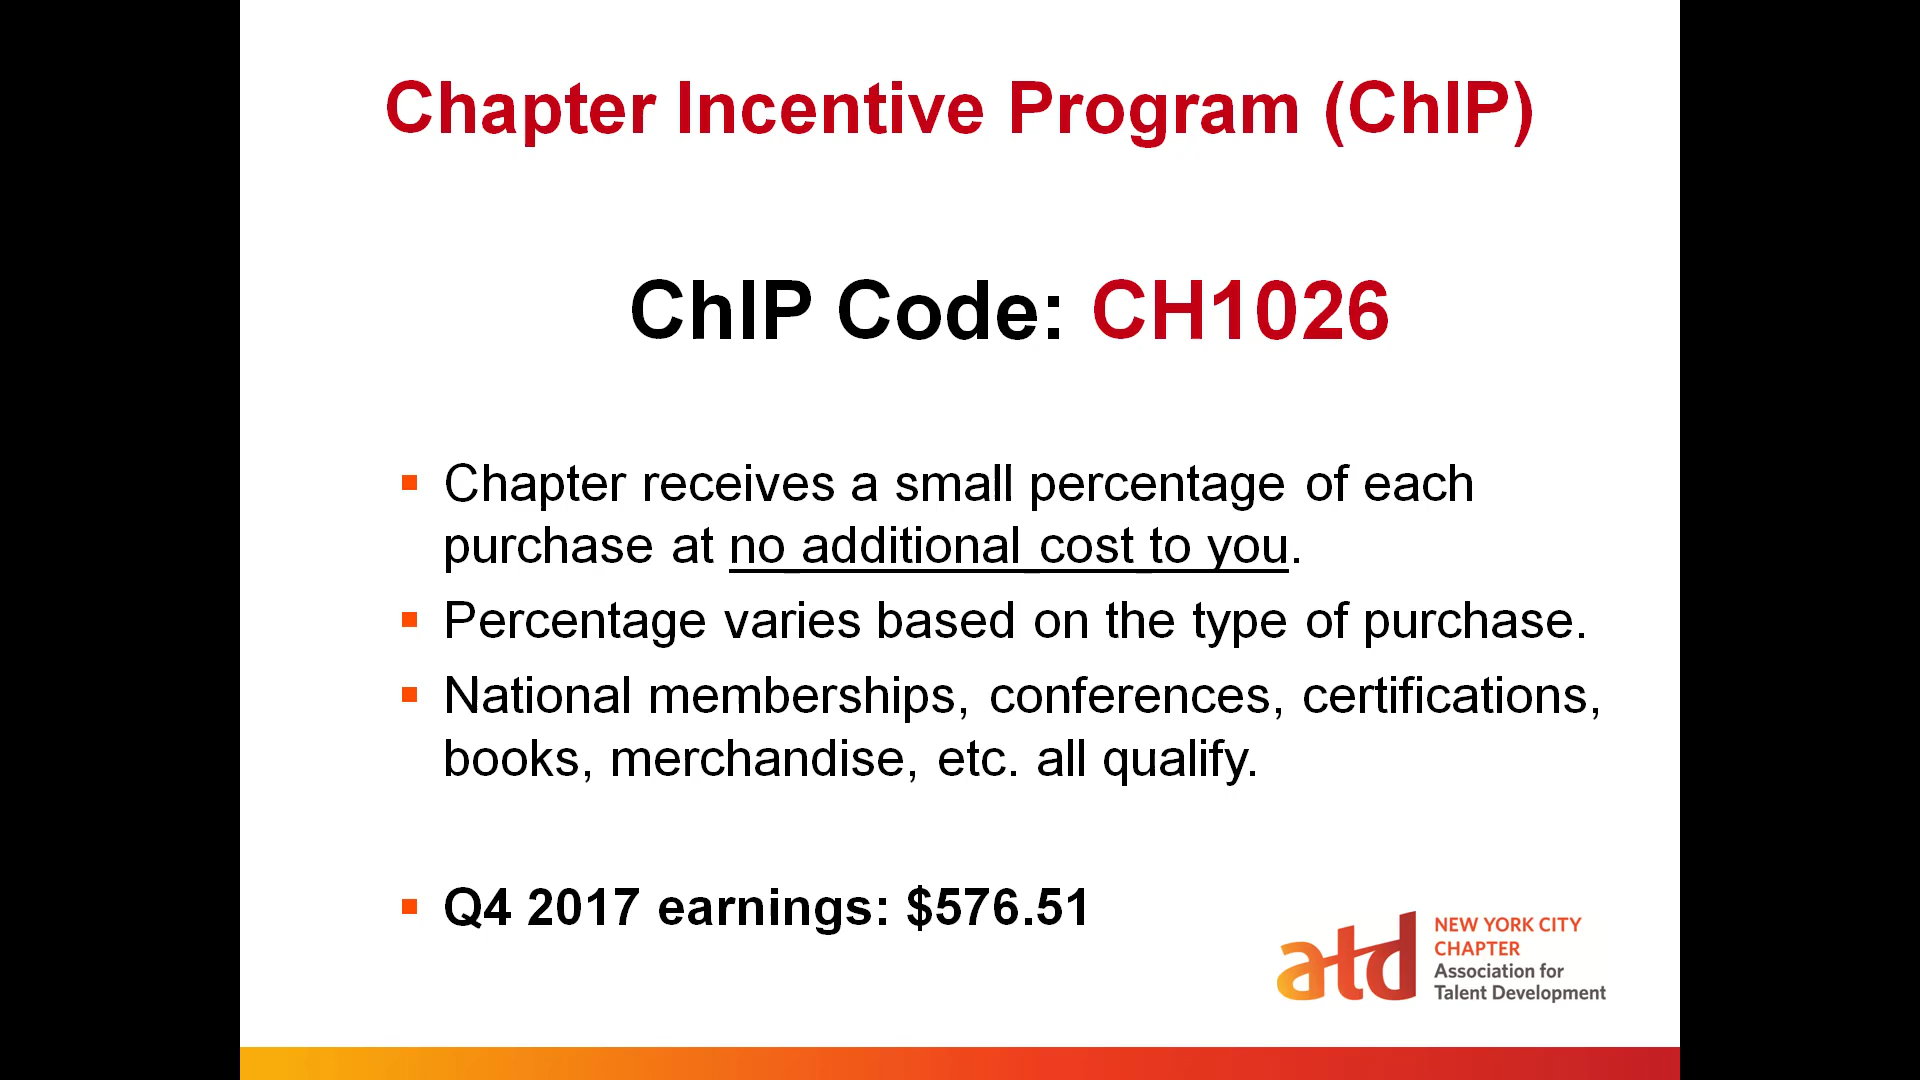 Chapter Incentive Program (ChIP)
ChIP Code: CH1026
▪ Chapter receives a small percentage of each
purchase at no additional cost to you.
▪ Percentage varies based on the type of purchase.
▪ National memberships, conferences, certifications,
books, merchandise, etc. all qualify.
▪ Q4 2017 earnings: $576.51
atd
NEW YORK CITY
CHAPTER
Association for
Talent Development